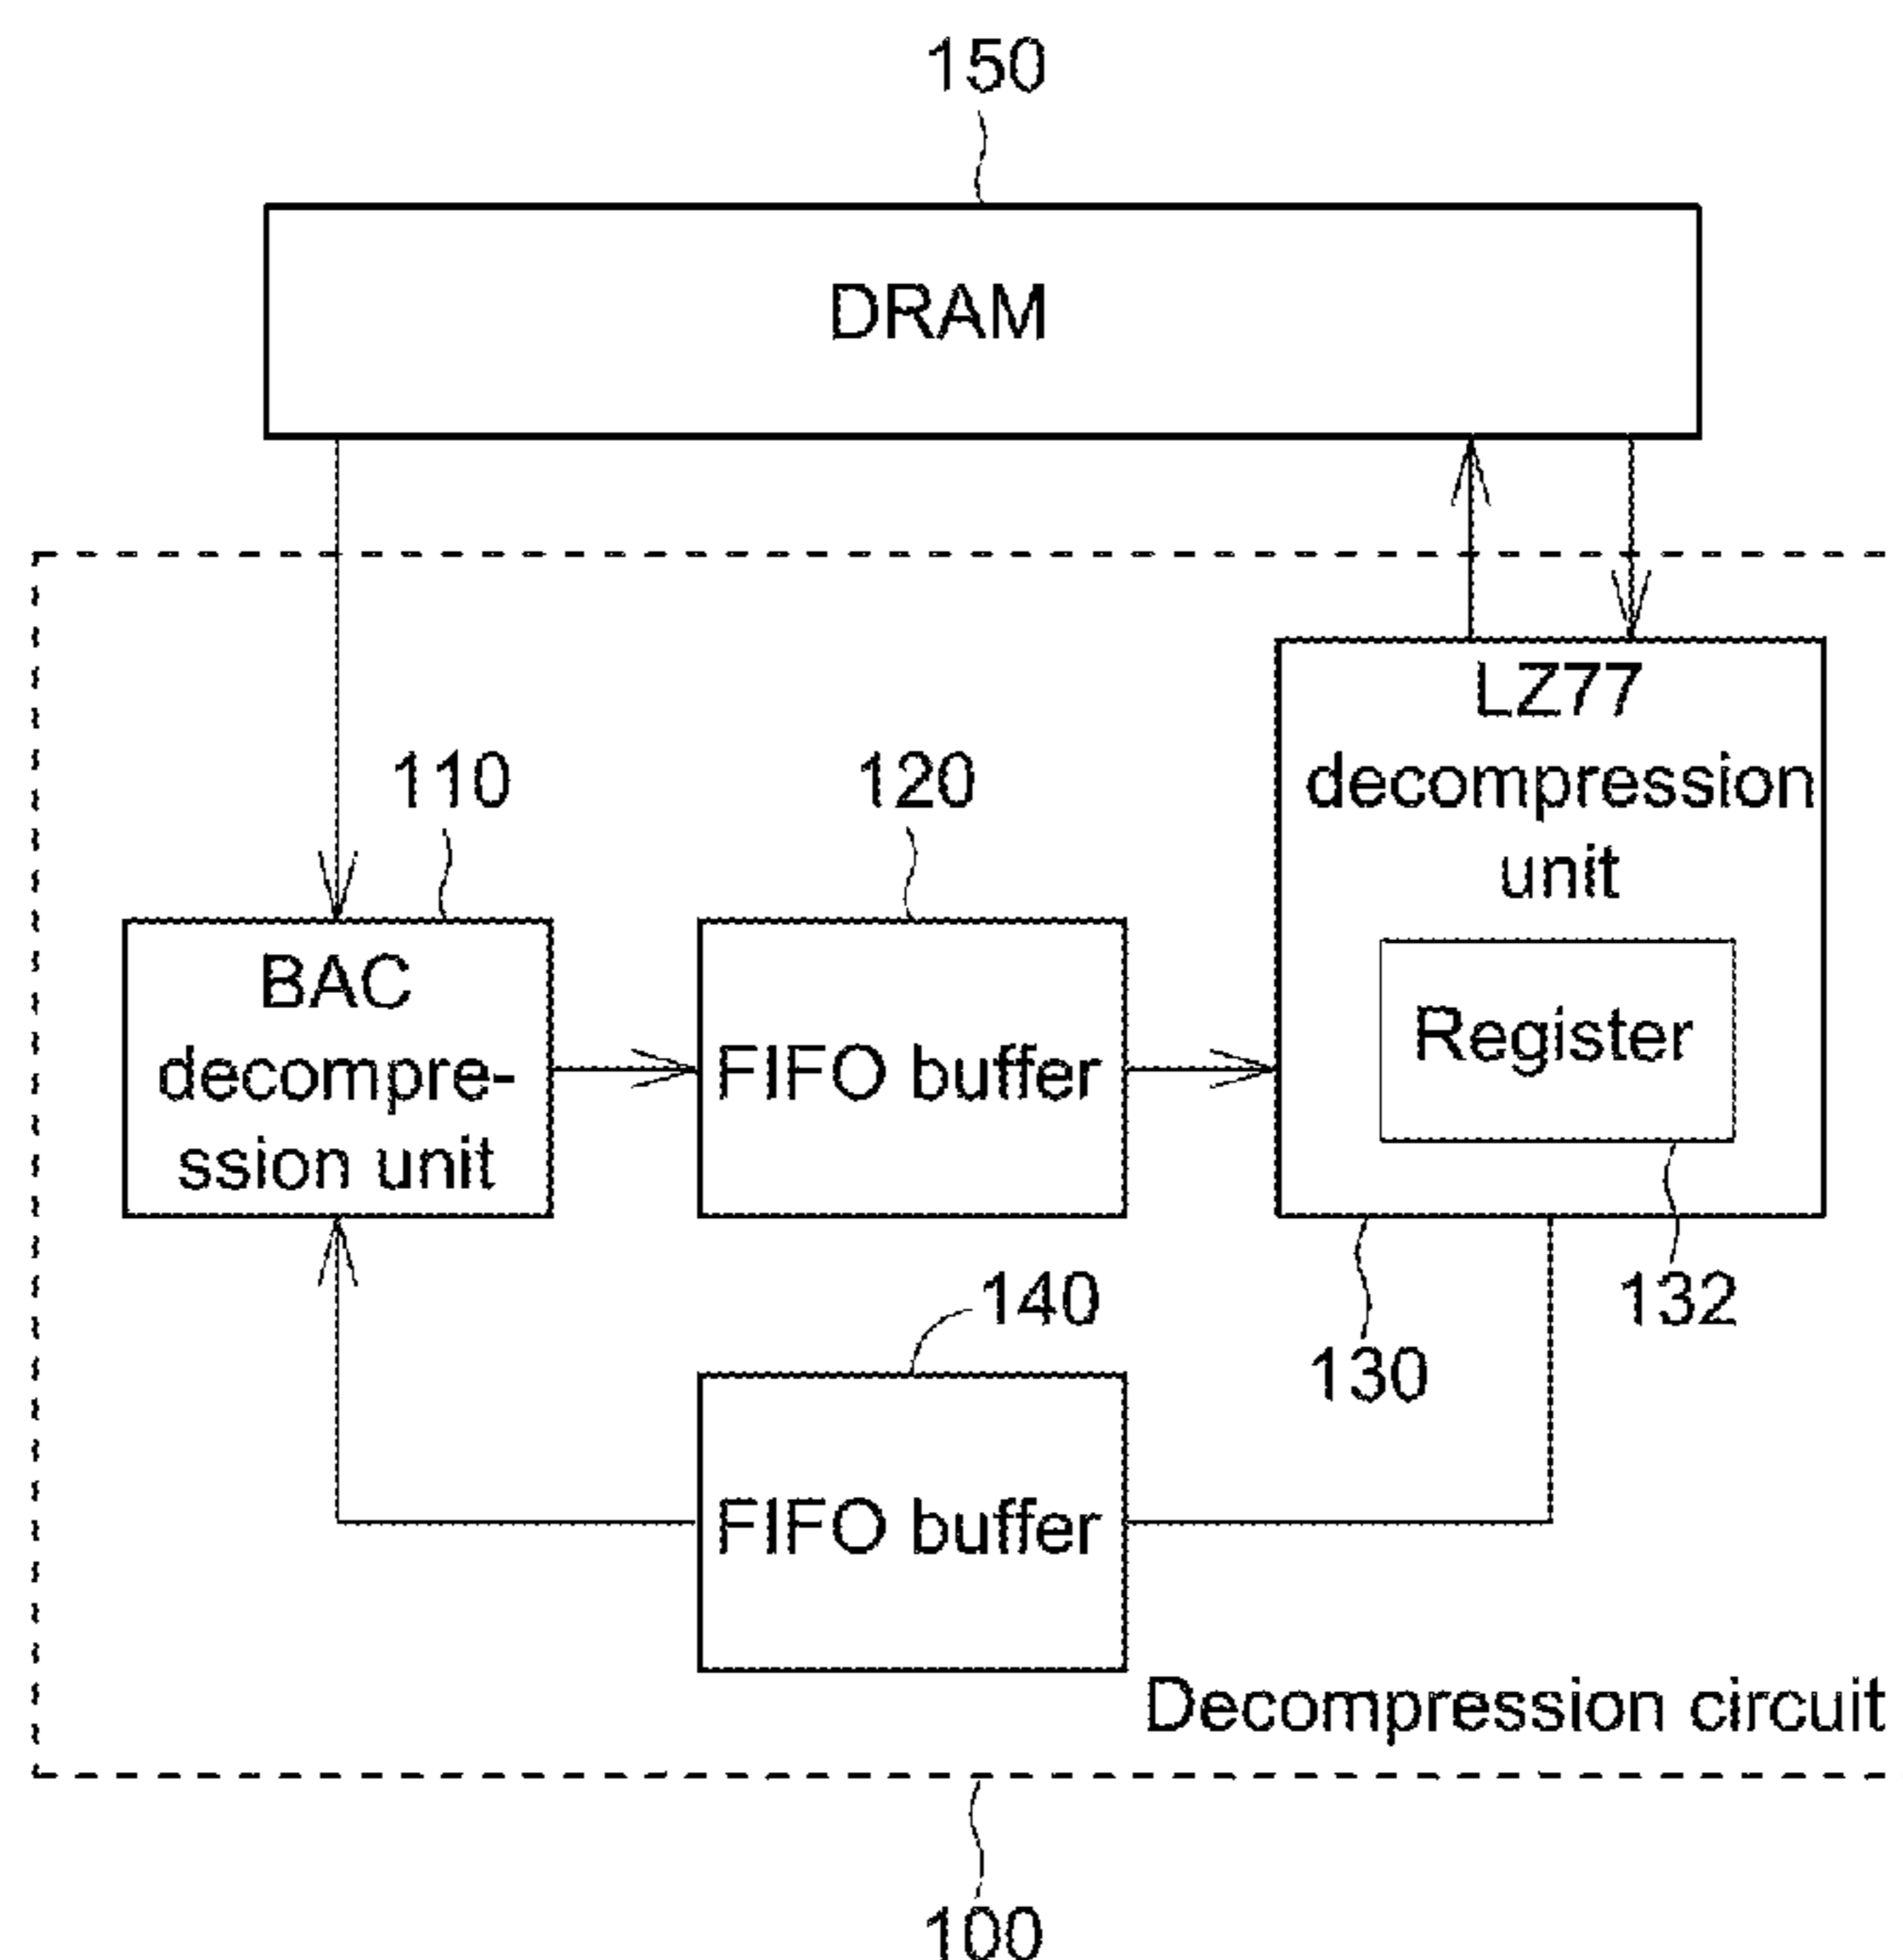 150
DRAM
LZ77
decompression
unit
110
120
BAC
decompre-
ssion unit
FIFO buffer
Register
140
132
130
FIFO buffer
Decompression circuit
100